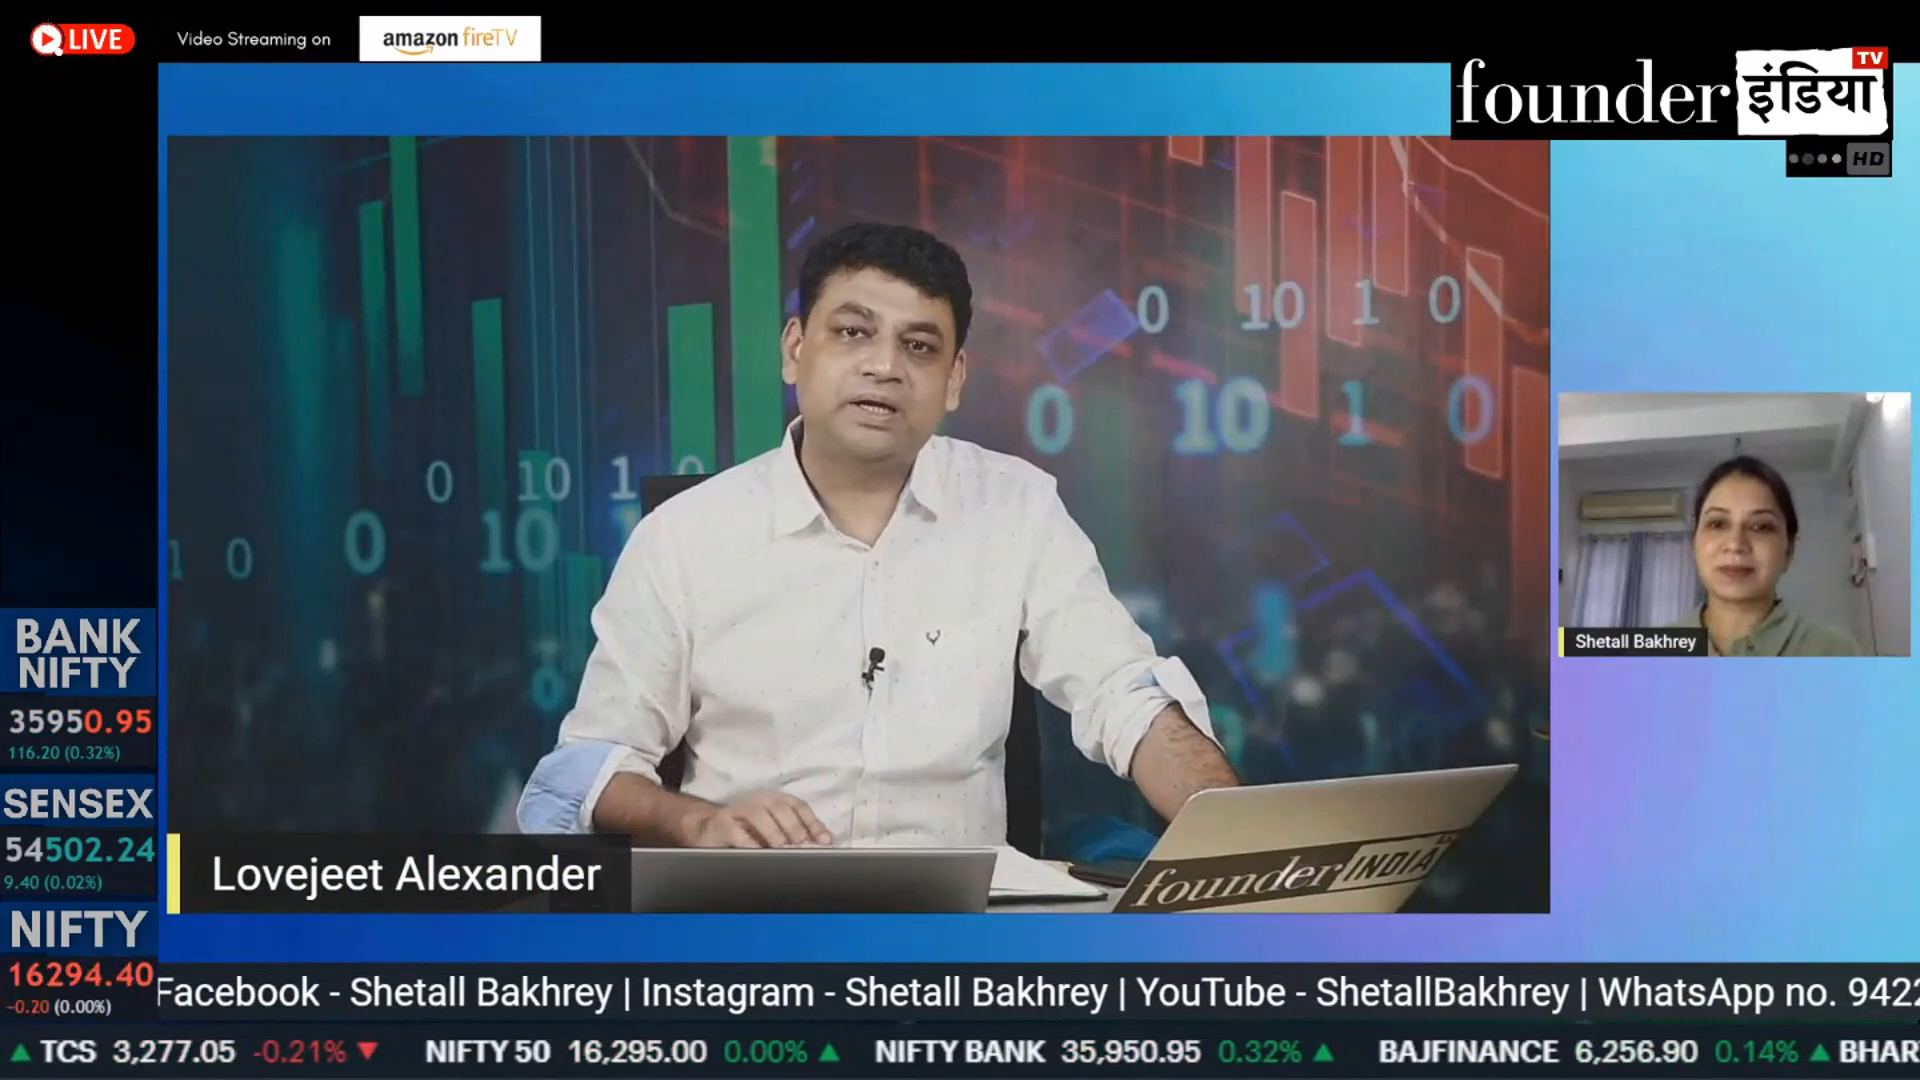 LIVE
Video Streaming on
amazon fireTV
founder इंडिया TV
HD
0 10 1 0
0 10 1 0
0 10 1 0
0 0 10
Shetall Bakhrey
BANK
NIFTY
35950.95
116.20 (0.32%)
SENSEX
54502.24
9.40 (0.02%)
NIFTY
16294.40
-0.20 (0.00%)
Lovejeet Alexander
founder INDIA
Facebook - Shetall Bakhrey | Instagram - Shetall Bakhrey | YouTube - ShetallBakhrey | WhatsApp no. 9422
TCS 3,277.05 -0.21% NIFTY 50 16,295.00 0.00% NIFTY BANK 35,950.95 0.32% BAJFINANCE 6,256.90 0.14% BHAR